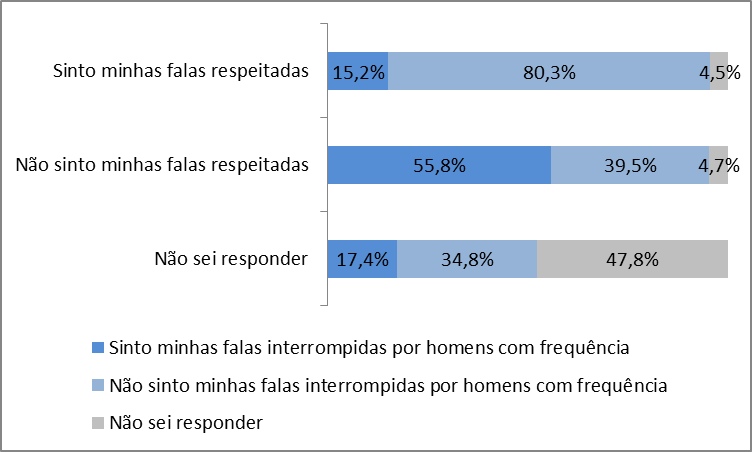 Sinto minhas falas respeitadas 15,2% 80,3% 4,5%
Não sinto minhas falas respeitadas 55,8% 39,5% 4,7%
Não sei responder 17,4% 34,8% 47,8%
Sinto minhas falas interrompidas por homens com frequência
Não sinto minhas falas interrompidas por homens com frequência
Não sei responder